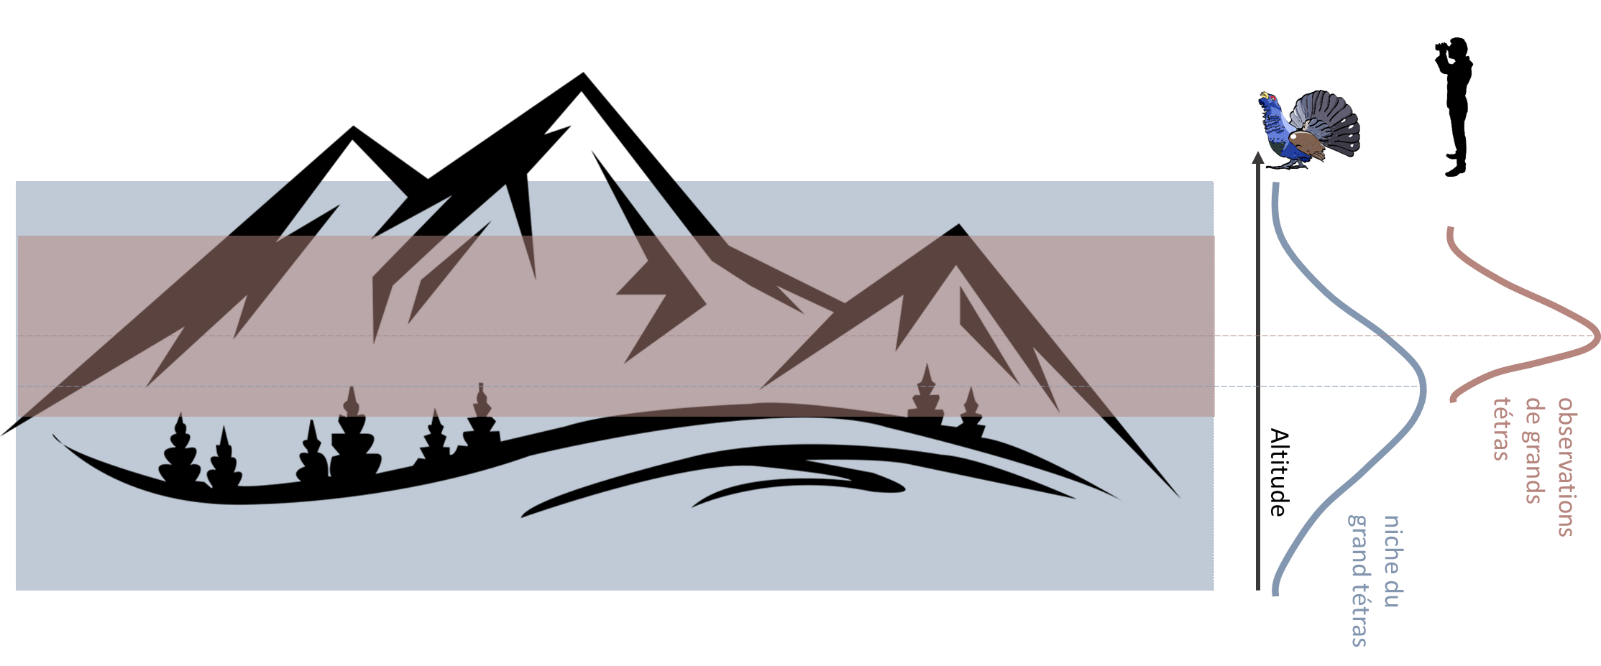 Altitude
niche du
grand tétras
observations
de grands
tétras